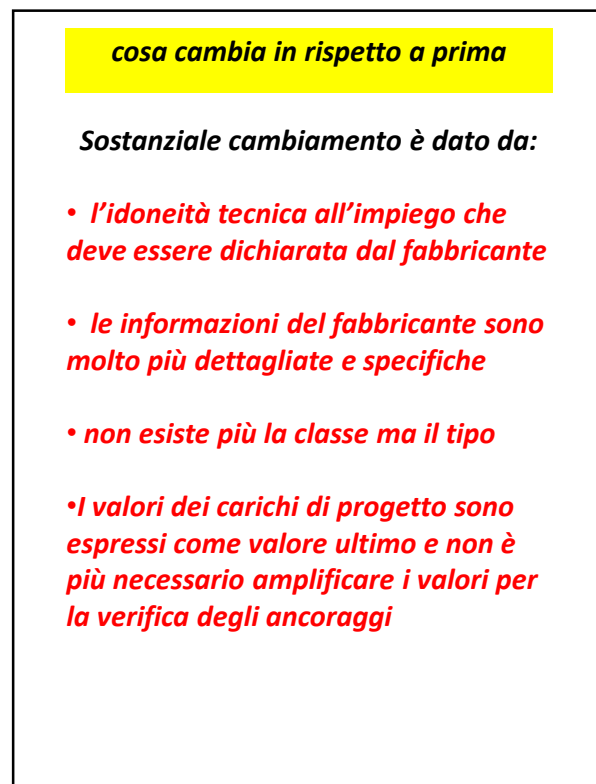 cosa cambia in rispetto a prima
Sostanziale cambiamento è dato da:
• l’idoneità tecnica all’impiego che
deve essere dichiarata dal fabbricante
• le informazioni del fabbricante sono
molto più dettagliate e specifiche
• non esiste più la classe ma il tipo
•I valori dei carichi di progetto sono
espressi come valore ultimo e non è
più necessario amplificare i valori per
la verifica degli ancoraggi